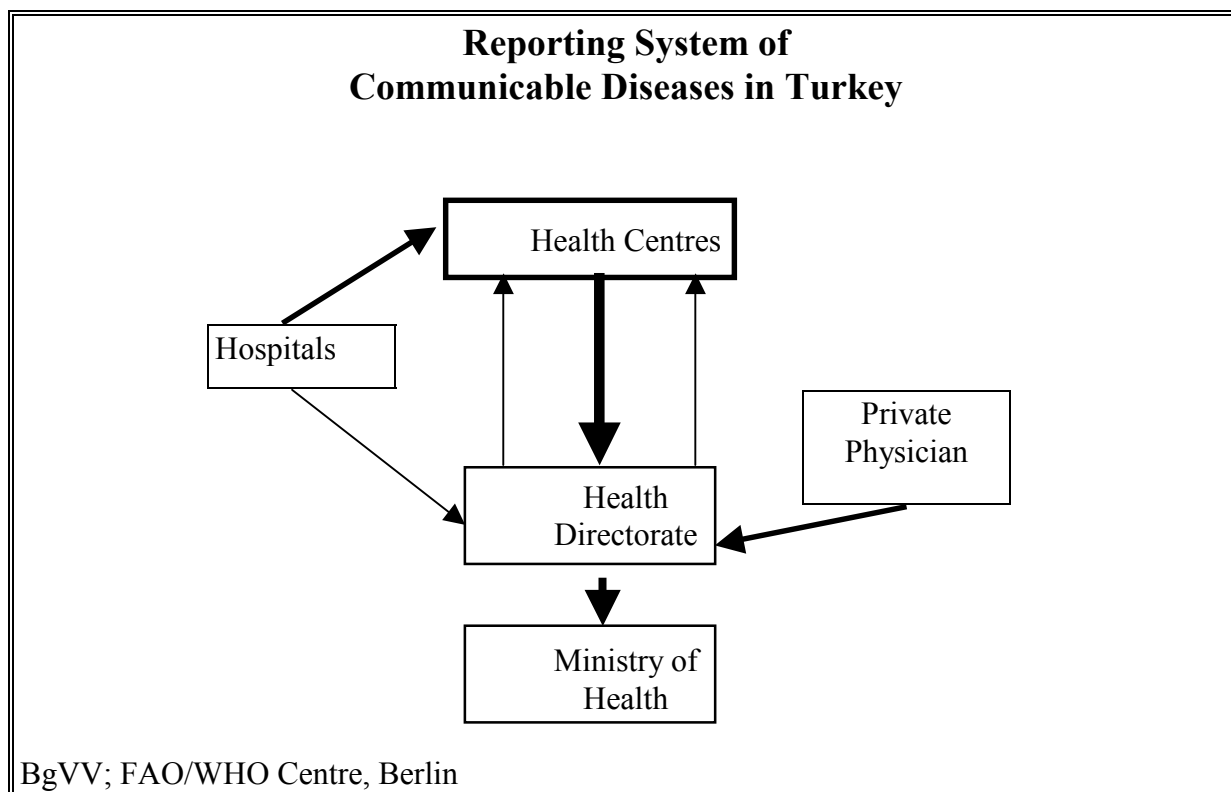 Reporting System of
Communicable Diseases in Turkey
Health Centres
Hospitals
Private
Physician
Health
Directorate
Ministry of
Health
BgVV; FAO/WHO Centre, Berlin